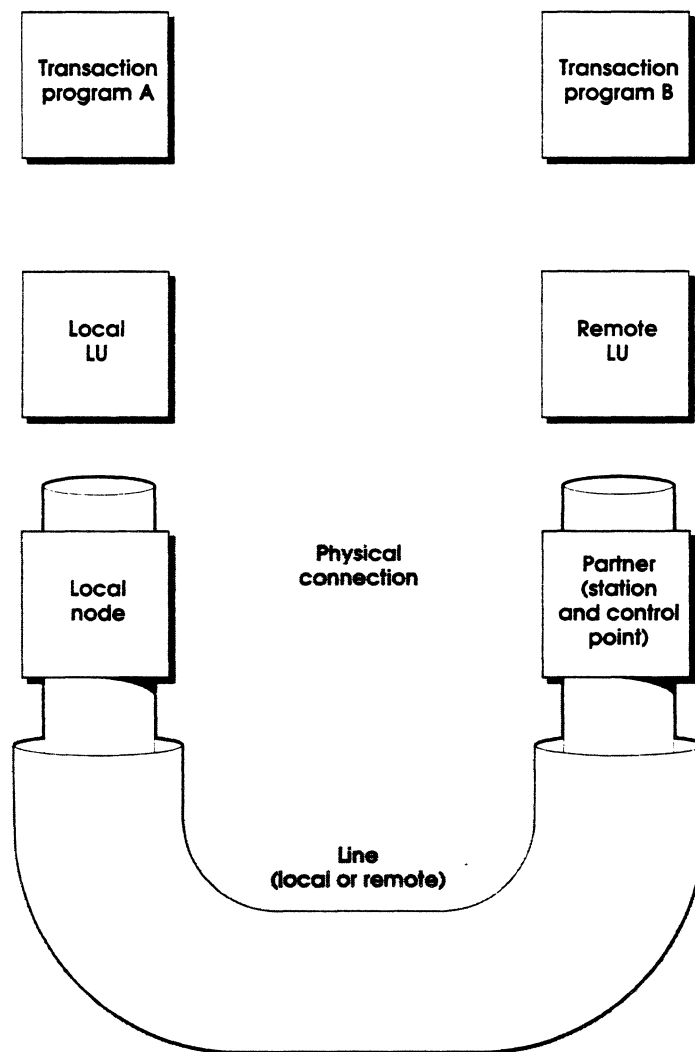 Transaction
program A
Transaction
program B
Local
LU
Remote
LU
Local
node
Physical
connection
Partner
(station
and control
point)
Line
(local or remote)